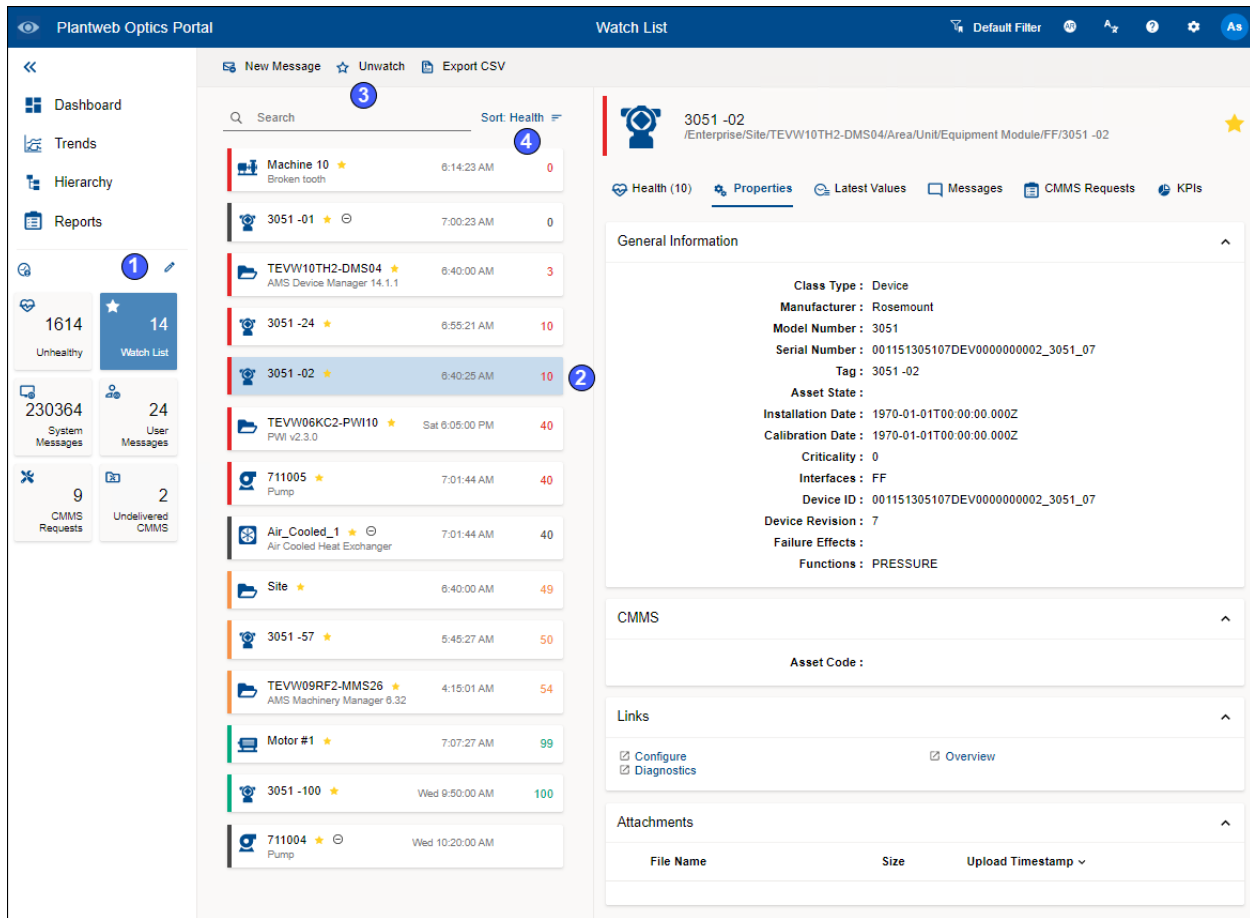 Plantweb Optics Portal
Watch List
Default Filter
AR
As
Dashboard
Trends
Hierarchy
Reports
1
1614
Unhealthy
14
Watch List
230364
System
Messages
24
User
Messages
9
CMMS
Requests
2
Undelivered
CMMS
New Message
Unwatch
Export CSV
3
Search
Sort: Health
4
Machine 10
6:14:23 AM
0
Broken tooth
3051 -01
7:00:23 AM
0
TEVW10TH2-DMS04
6:40:00 AM
3
AMS Device Manager 14.1.1
3051 -24
6:55:21 AM
10
3051 -02
6:40:25 AM
10
2
TEVW06KC2-PWI10
Sat 6:05:00 PM
40
PWI v2.3.0
711005
7:01:44 AM
40
Pump
Air_Cooled_1
7:01:44 AM
40
Air Cooled Heat Exchanger
Site
6:40:00 AM
49
3051 -57
5:45:27 AM
50
TEVW09RF2-MMS26
4:15:01 AM
54
AMS Machinery Manager 6.32
Motor #1
7:07:27 AM
99
3051 -100
Wed 9:50:00 AM
100
711004
Wed 10:20:00 AM
Pump
3051 -02
/Enterprise/Site/TEVW10TH2-DMS04/Area/Unit/Equipment Module/FF/3051 -02
Health (10)
Properties
Latest Values
Messages
CMMS Requests
KPIs
General Information
Class Type : Device
Manufacturer : Rosemount
Model Number : 3051
Serial Number : 001151305107DEV0000000002_3051_07
Tag : 3051 -02
Asset State :
Installation Date : 1970-01-01T00:00:00.000Z
Calibration Date : 1970-01-01T00:00:00.000Z
Criticality : 0
Interfaces : FF
Device ID : 001151305107DEV0000000002_3051_07
Device Revision : 7
Failure Effects :
Functions : PRESSURE
CMMS
Asset Code :
Links
Configure
Overview
Diagnostics
Attachments
File Name
Size
Upload Timestamp